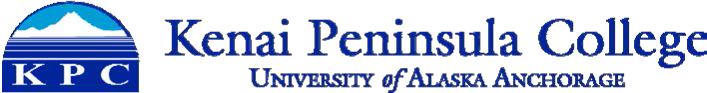 KPC
Kenai Peninsula College
UNIVERSITY of ALASKA ANCHORAGE